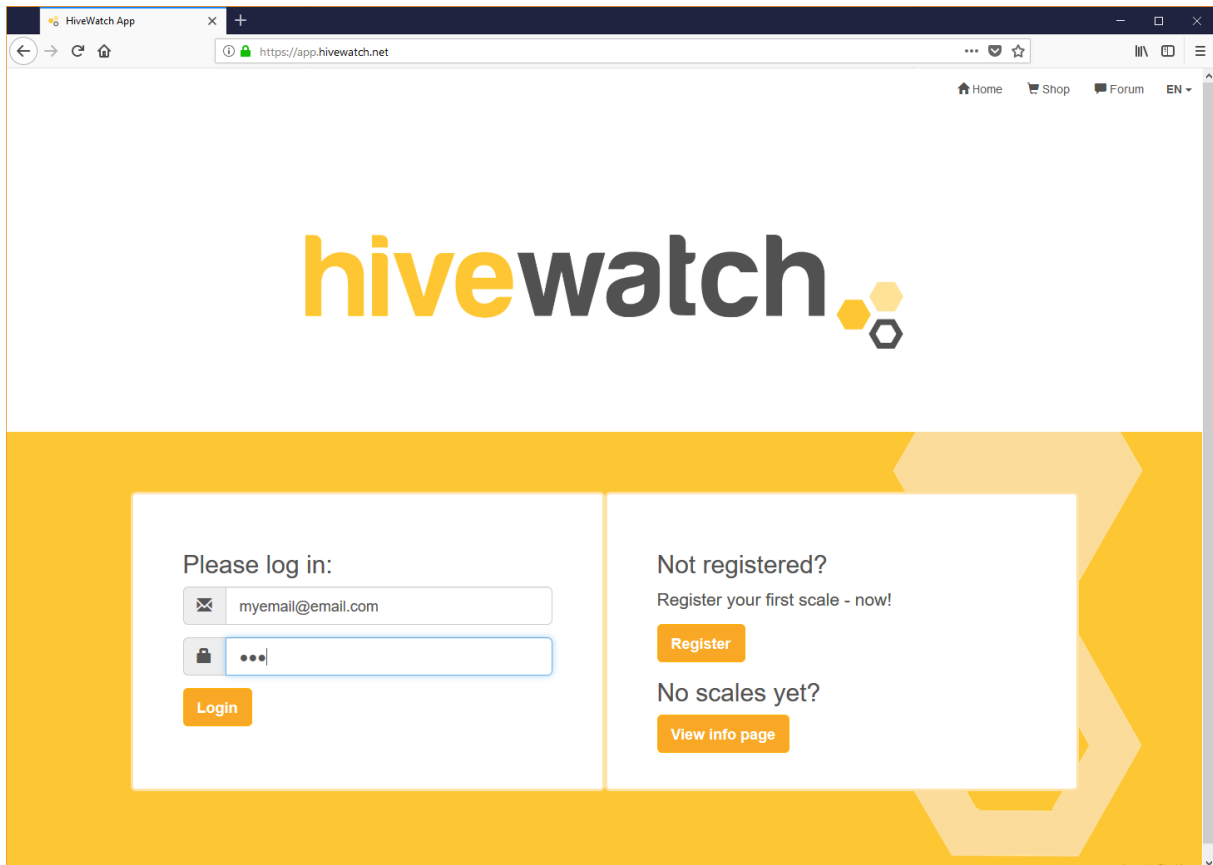 HiveWatch App
https://app.hivewatch.net
Home Shop Forum EN
hivewatch
Please log in:
myemail@email.com
Login
Not registered?
Register your first scale - now!
Register
No scales yet?
View info page